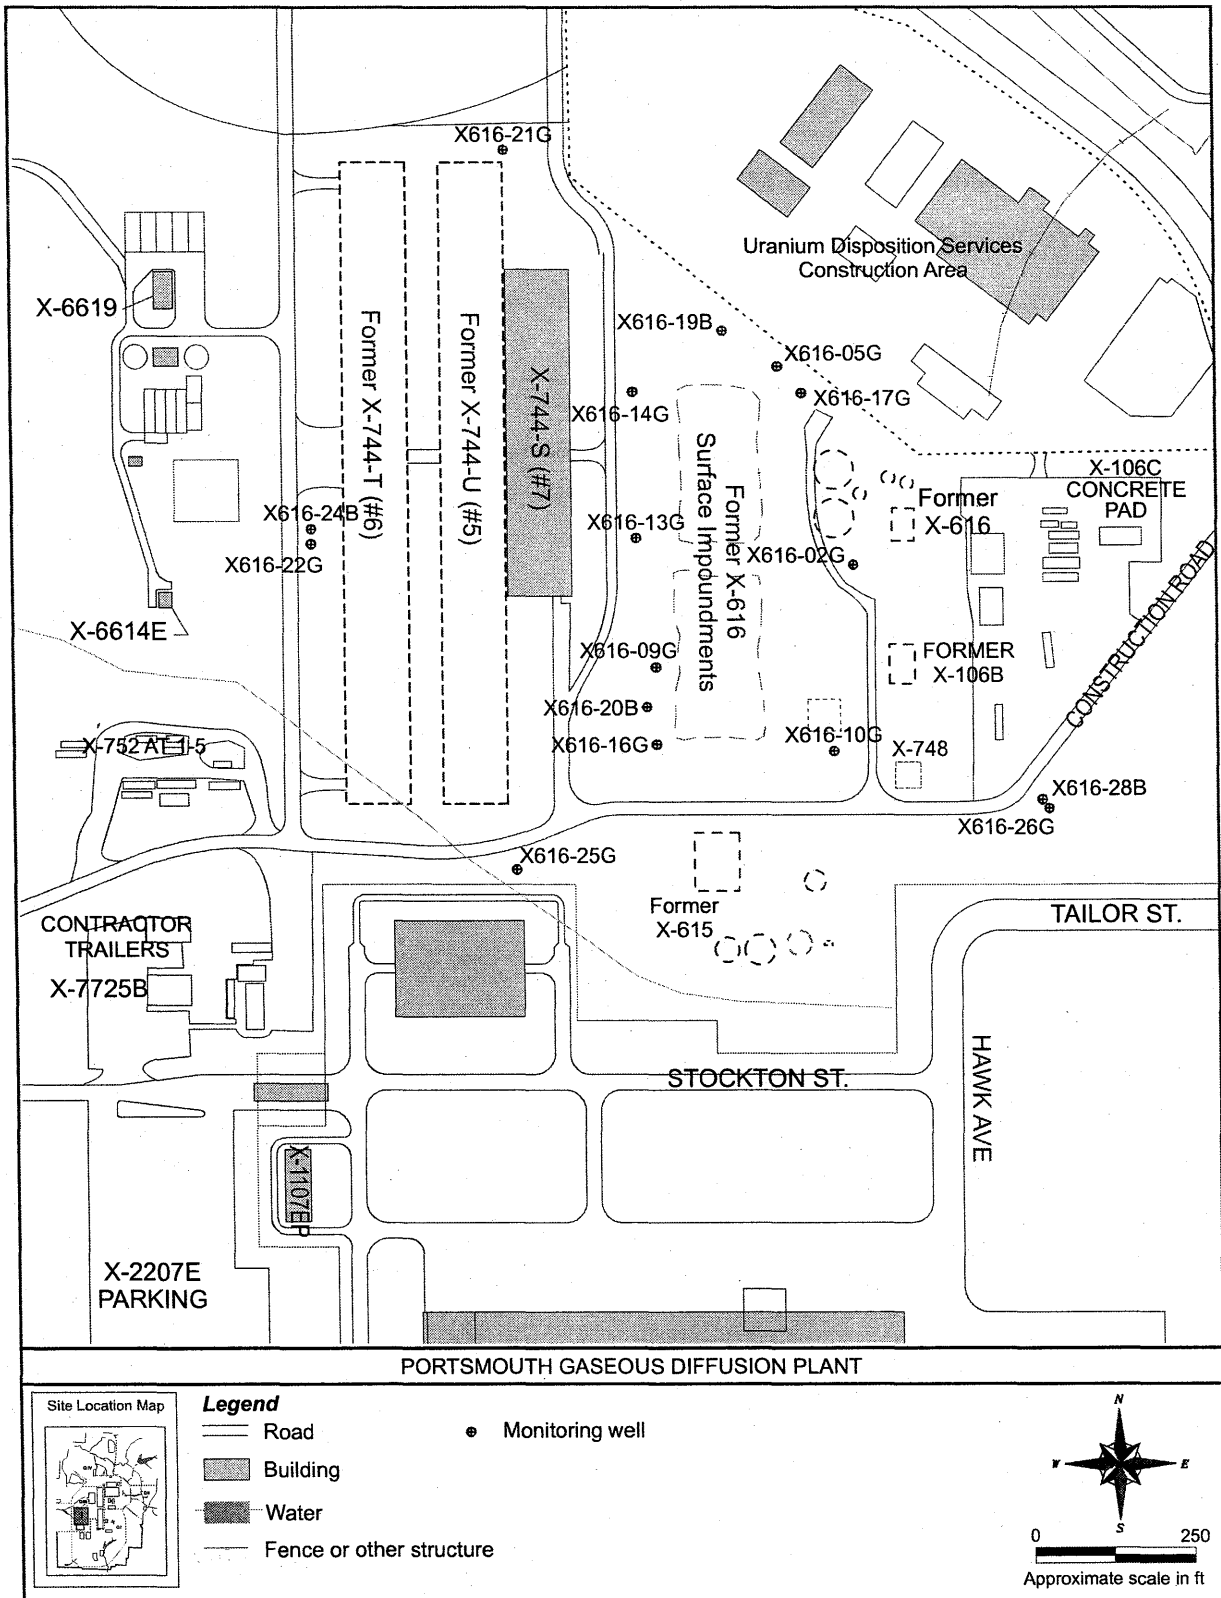 X616-21G
Uranium Disposition Services
Construction Area
X-6619
X616-19B
X616-05G
X616-17G
X616-14G
Former X-744-T (#6)
Former X-744-U (#5)
X-744-S (#7)
Former X-616
Surface Impoundments
X-106C
CONCRETE
PAD
Former
X-616
X616-24B
X616-22G
X616-13G
X616-02G
CONSTRUCTION ROAD
X-6614E
X616-09G
FORMER
X-106B
X616-20B
X616-16G
X616-10G
X-748
X-752 AT 1-5
X616-28B
X616-26G
X616-25G
Former
X-615
CONTRACTOR
TRAILERS
X-7725B
TAILOR ST.
HAWK AVE
STOCKTON ST.
X-1107EP
X-2207E
PARKING
PORTSMOUTH GASEOUS DIFFUSION PLANT
Site Location Map
Legend
Road
Building
Water
Fence or other structure
Monitoring well
N
W
E
S
0 250
Approximate scale in ft